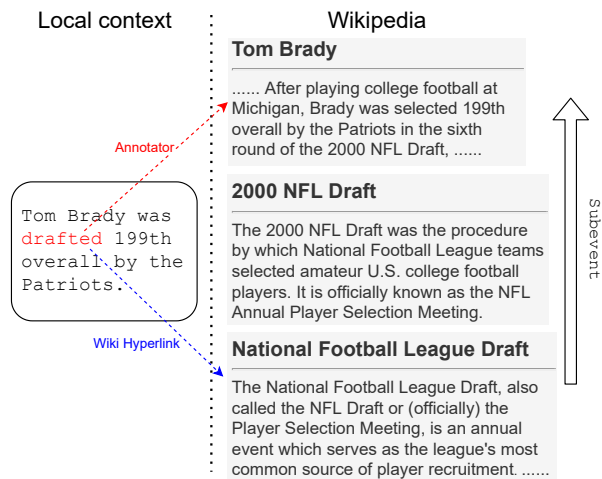 Local context
Wikipedia
Tom Brady
...... After playing college football at
Michigan, Brady was selected 199th
overall by the Patriots in the sixth
round of the 2000 NFL Draft, ......
Annotator
Tom Brady was
drafted 199th
overall by the
Patriots.
2000 NFL Draft
The 2000 NFL Draft was the procedure
by which National Football League teams
selected amateur U.S. college football
players. It is officially known as the NFL
Annual Player Selection Meeting.
Subevent
Wiki Hyperlink
National Football League Draft
The National Football League Draft, also
called the NFL Draft or (officially) the
Player Selection Meeting, is an annual
event which serves as the league's most
common source of player recruitment. ......